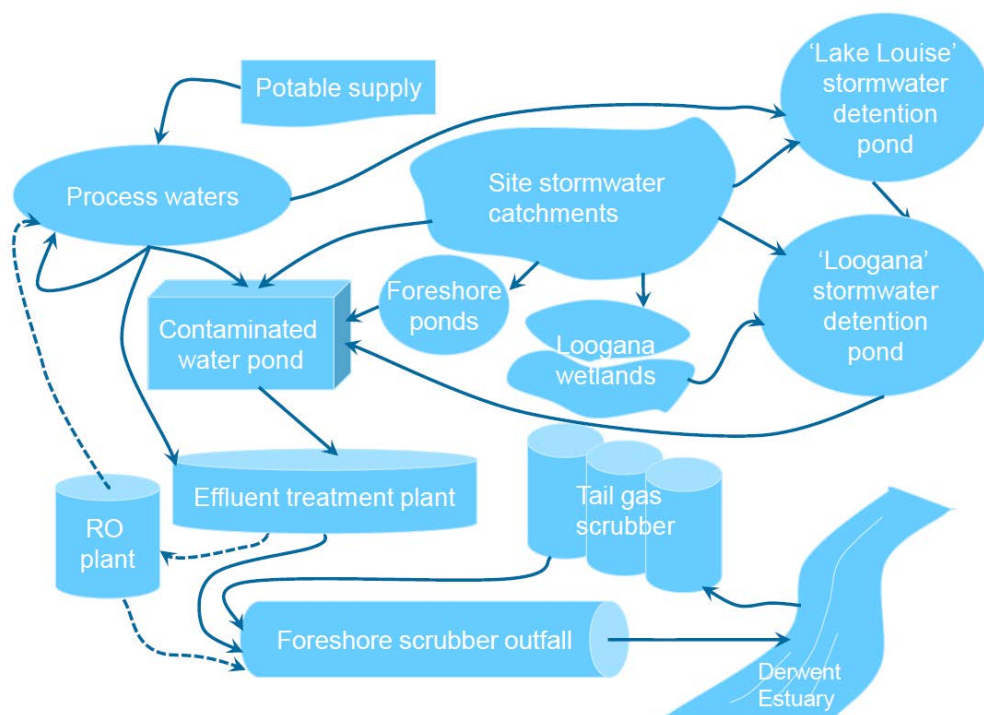 Potable supply
'Lake Louise'
stormwater
detention
pond
Process waters
Site stormwater
catchments
Foreshore
ponds
'Loogana'
stormwater
detention
pond
Contaminated
water pond
Loogana
wetlands
Effluent treatment plant
Tail gas
scrubber
RO
plant
Foreshore scrubber outfall
Derwent
Estuary